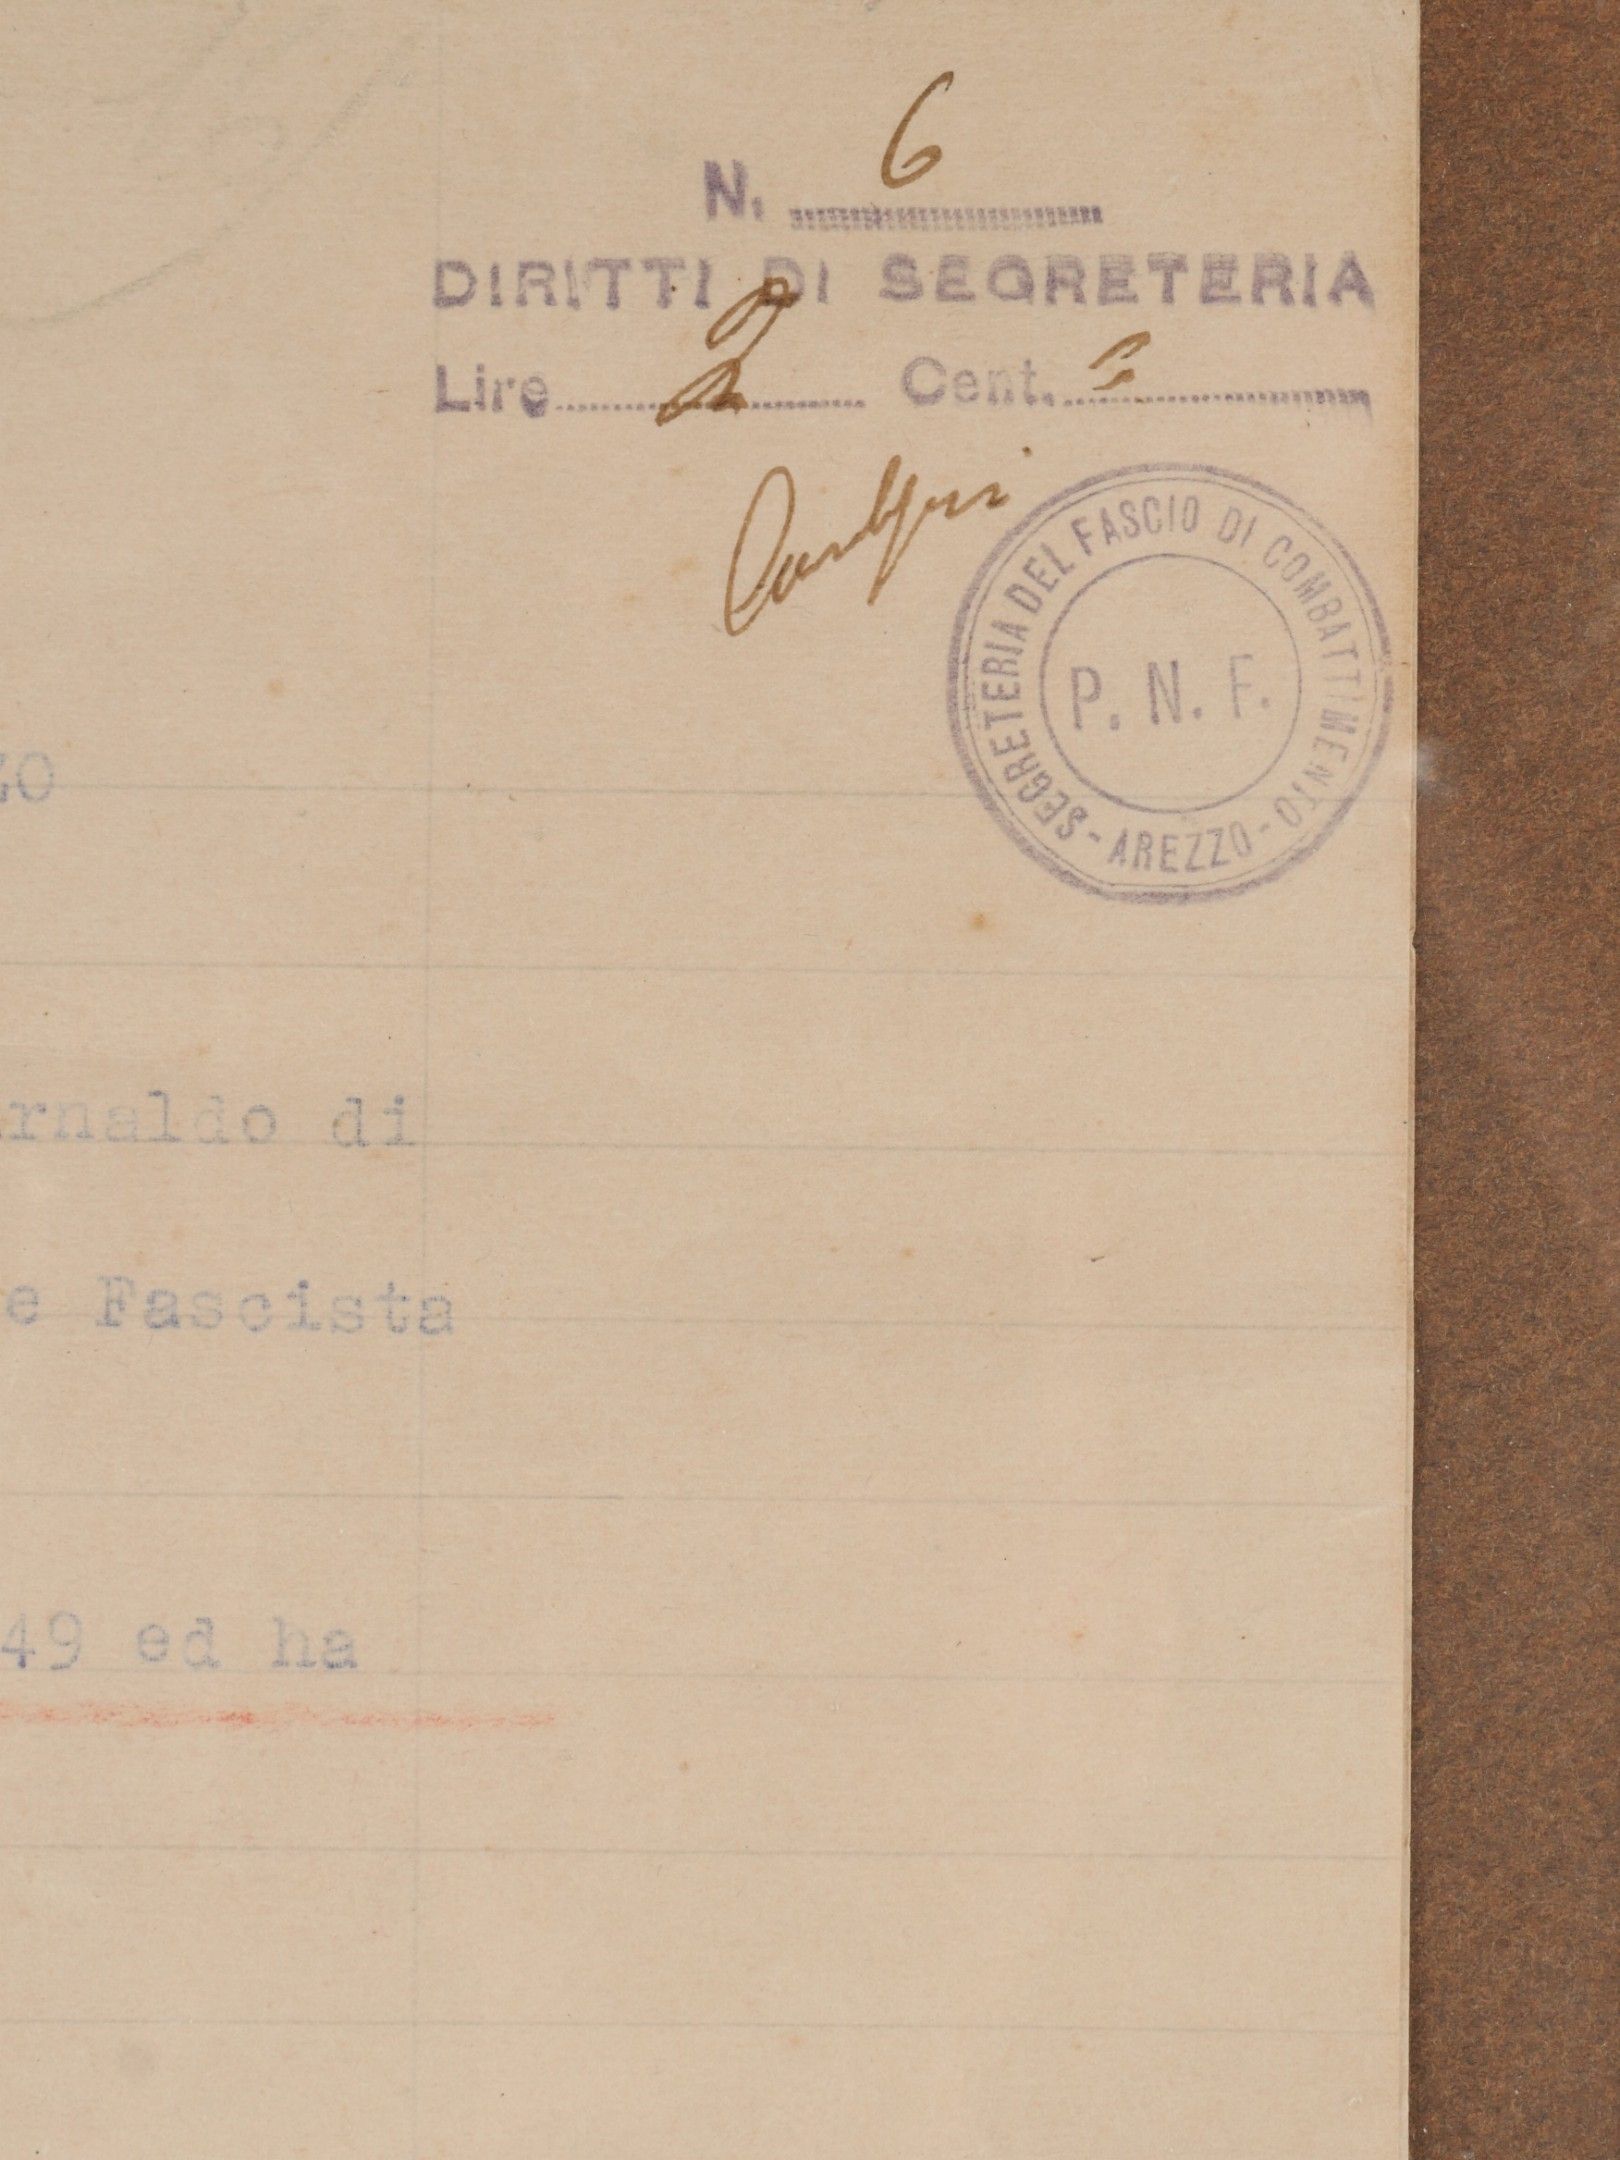 N. 6
DIRITTI DI SEGRETERIA
Lire 2 Cent.
SEGRETERIA DEL FASCIO DI COMBATTIMENTO
P. N. F.
- AREZZO -
ZO
rnaldo di
e Fascista
49 ed ha